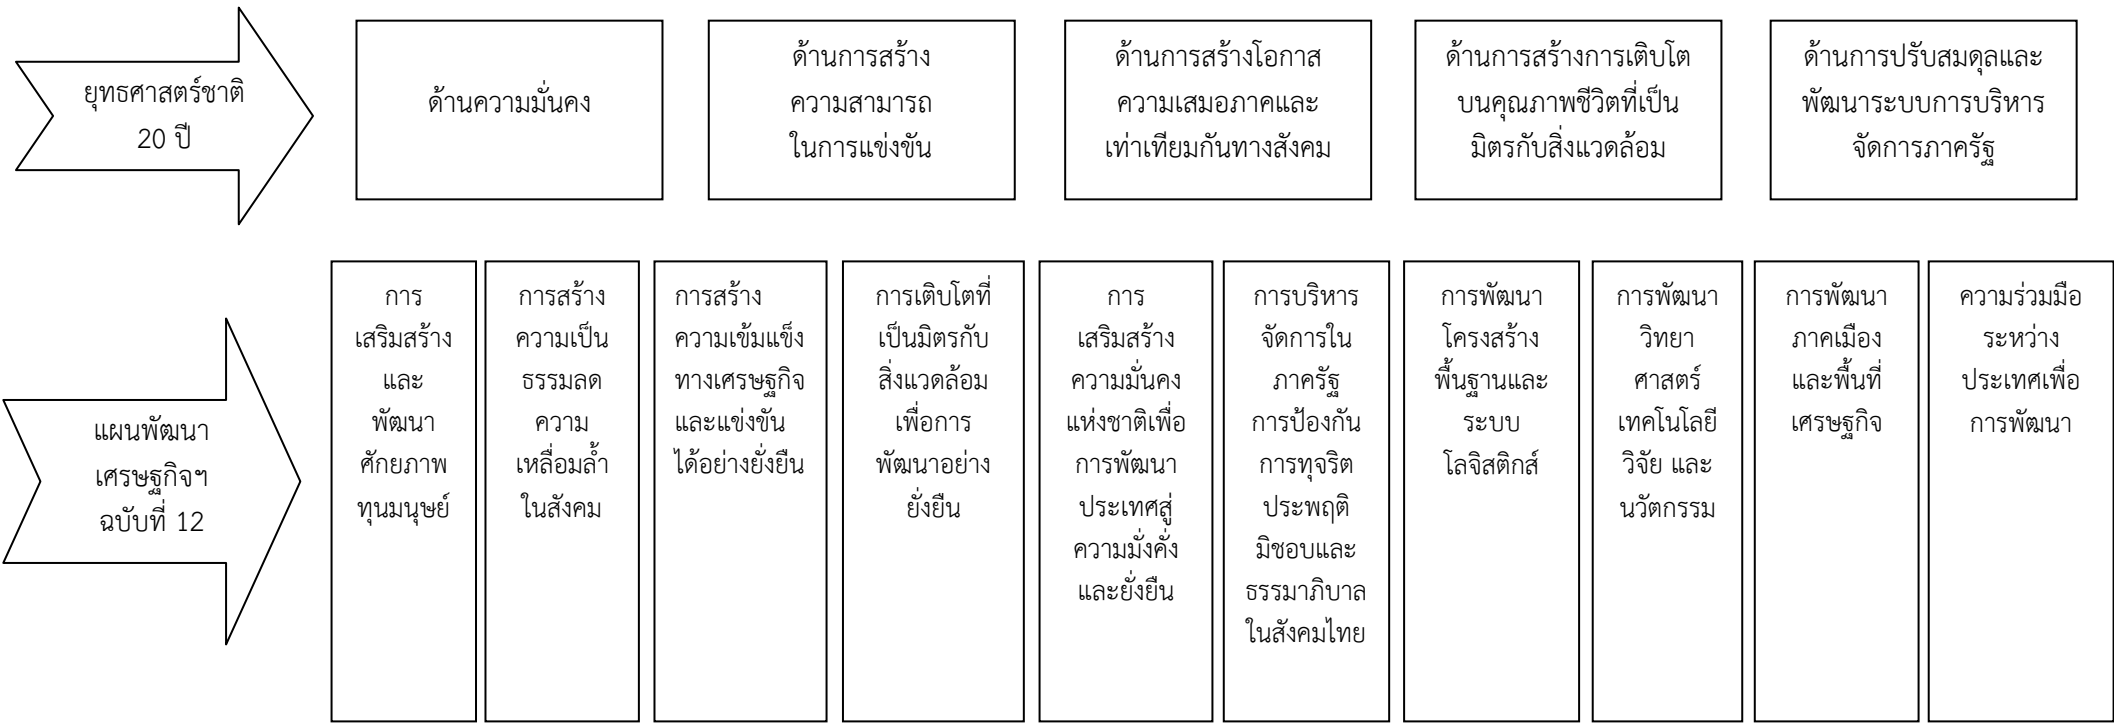 ยุทธศาสตร์ชาติ
20 ปี
ด้านความมั่นคง
ด้านการสร้าง
ความสามารถ
ในการแข่งขัน
ด้านการสร้างโอกาส
ความเสมอภาคและ
เท่าเทียมกันทางสังคม
ด้านการสร้างการเติบโต
บนคุณภาพชีวิตที่เป็น
มิตรกับสิ่งแวดล้อม
ด้านการปรับสมดุลและ
พัฒนาระบบการบริหาร
จัดการภาครัฐ
แผนพัฒนา
เศรษฐกิจฯ
ฉบับที่ 12
การ
เสริมสร้าง
และ
พัฒนา
ศักยภาพ
ทุนมนุษย์
การสร้าง
ความเป็น
ธรรมลด
ความ
เหลื่อมล้ำ
ในสังคม
การสร้าง
ความเข้มแข็ง
ทางเศรษฐกิจ
และแข่งขัน
ได้อย่างยั่งยืน
การเติบโตที่
เป็นมิตรกับ
สิ่งแวดล้อม
เพื่อการ
พัฒนาอย่าง
ยั่งยืน
การ
เสริมสร้าง
ความมั่นคง
แห่งชาติเพื่อ
การพัฒนา
ประเทศสู่
ความมั่งคั่ง
และยั่งยืน
การบริหาร
จัดการใน
ภาครัฐ
การป้องกัน
การทุจริต
ประพฤติ
มิชอบและ
ธรรมาภิบาล
ในสังคมไทย
การพัฒนา
โครงสร้าง
พื้นฐานและ
ระบบ
โลจิสติกส์
การพัฒนา
วิทยา
ศาสตร์
เทคโนโลยี
วิจัย และ
นวัตกรรม
การพัฒนา
ภาคเมือง
และพื้นที่
เศรษฐกิจ
ความร่วมมือ
ระหว่าง
ประเทศเพื่อ
การพัฒนา